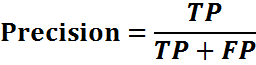 Precision = TP / (TP + FP)